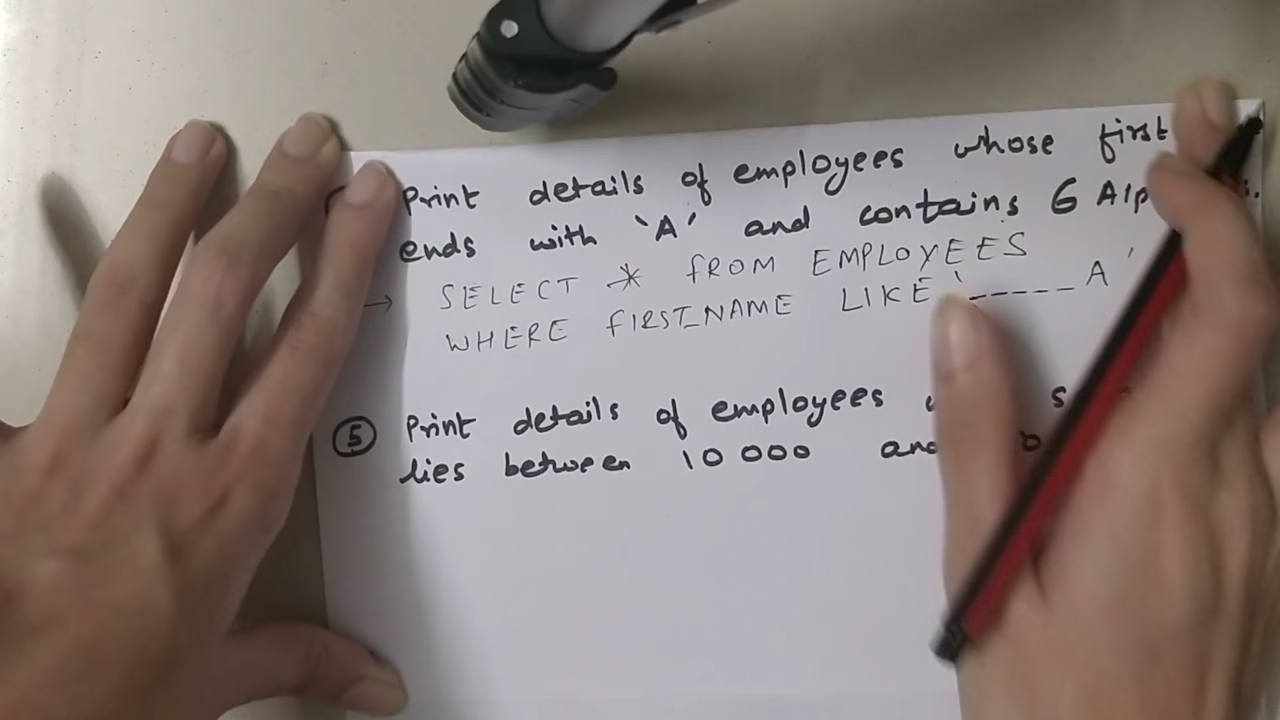 Print details of employees whose first
ends with 'A' and contains 6
→ SELECT * FROM EMPLOYEES
WHERE FIRST_NAME LIKE '_____A'
⑤ Print details of employees
lies between 10 000 and